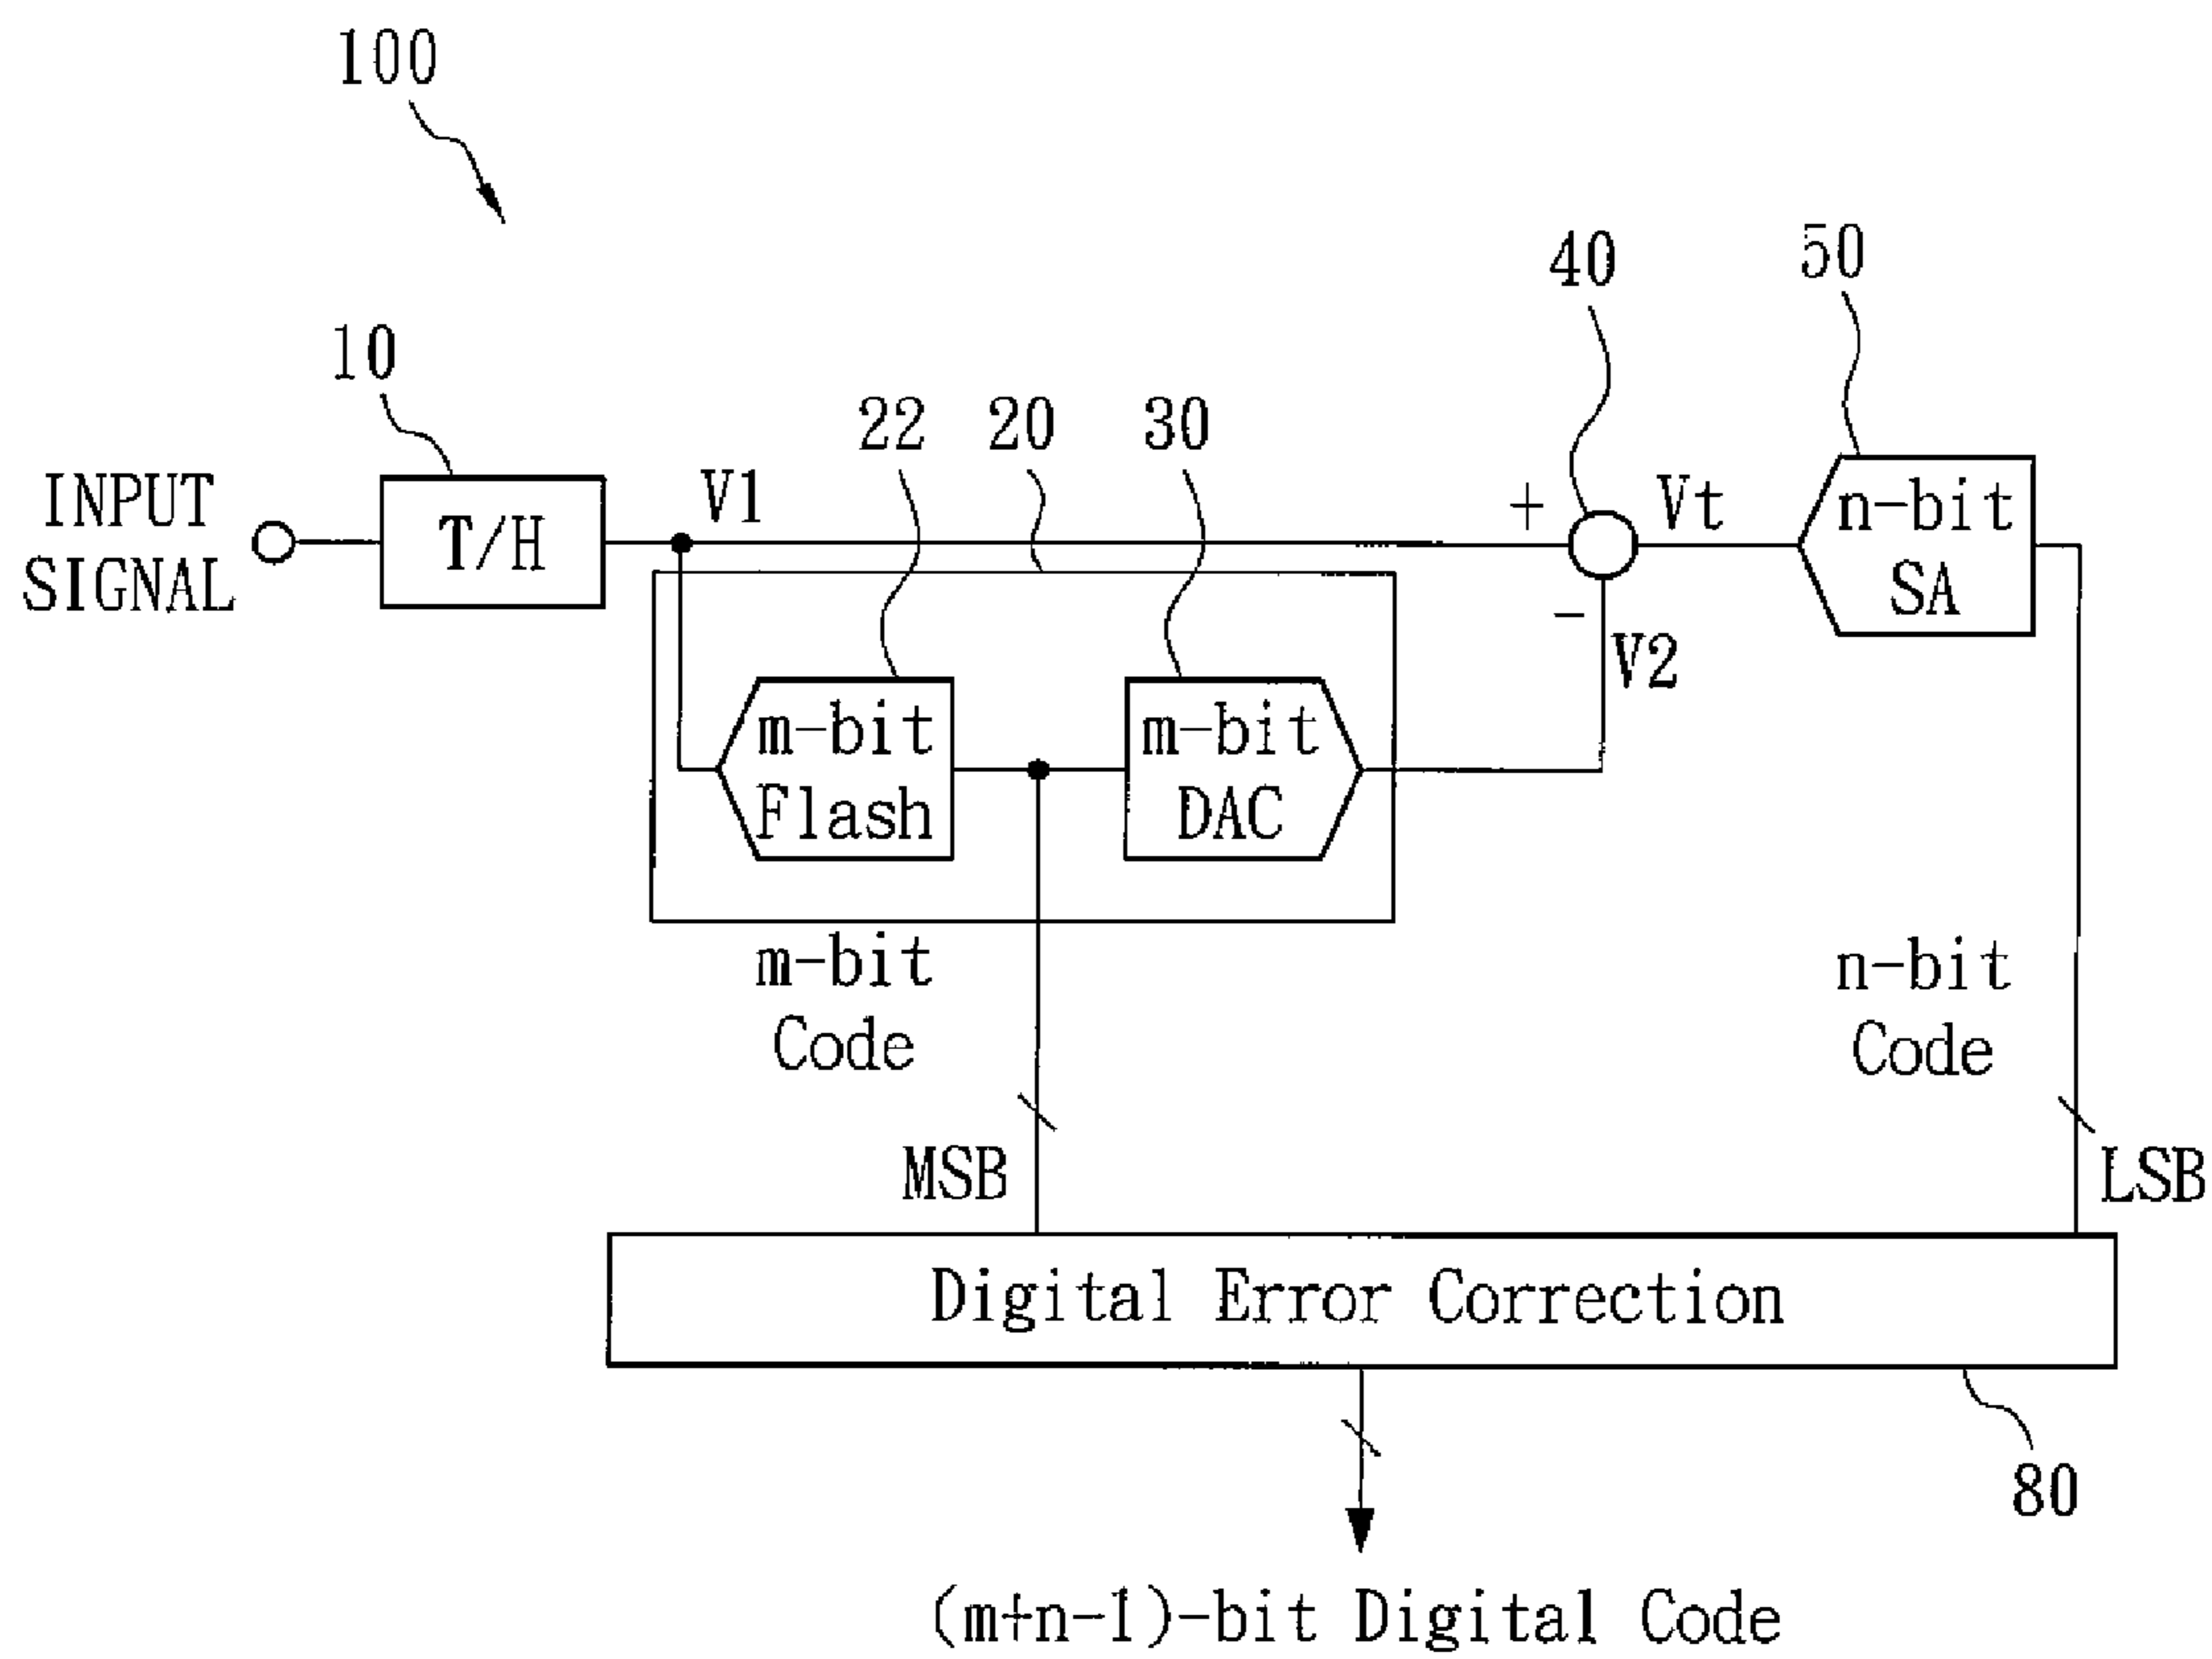 100
10
22
20
30
40
50
INPUT
SIGNAL
T/H
V1
+
-
Vt
V2
n-bit
SA
m-bit
Flash
m-bit
DAC
m-bit
Code
n-bit
Code
MSB
LSB
Digital Error Correction
80
(m+n-1)-bit Digital Code